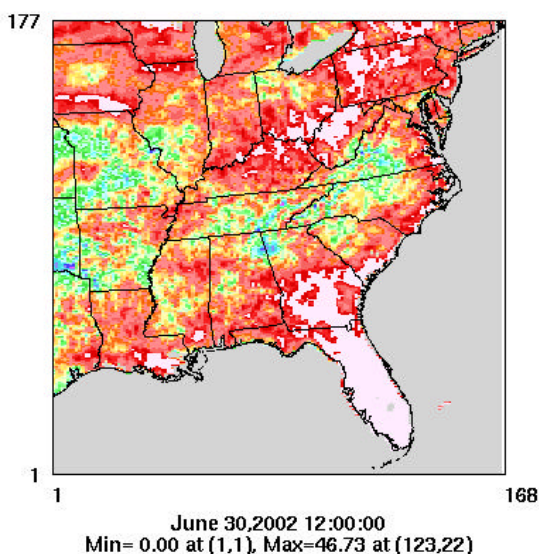 177
1
1
168
June 30,2002 12:00:00
Min= 0.00 at (1,1), Max=46.73 at (123,22)